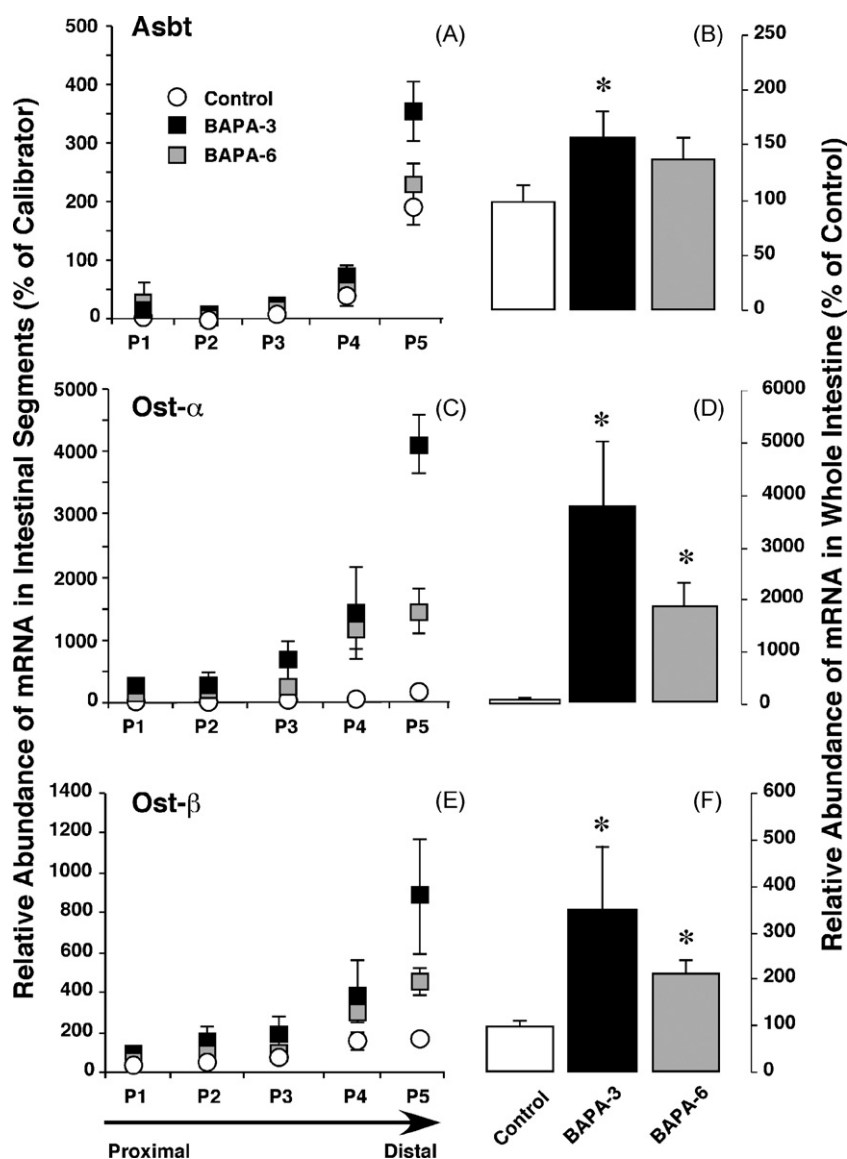 Relative Abundance of mRNA in Intestinal Segments (% of Calibrator)
Asbt
(A)
500
400
300
200
100
0
Control
BAPA-3
BAPA-6
P1 P2 P3 P4 P5
(B)
*
250
200
150
100
50
0
Ost-α
(C)
5000
4000
3000
2000
1500
1000
0
P1 P2 P3 P4 P5
(D)
*
*
6000
5000
4000
3000
2000
1000
0
Ost-β
(E)
1400
1200
1000
800
600
400
200
0
P1 P2 P3 P4 P5
Proximal Distal
(F)
*
*
600
500
400
300
200
100
0
Control BAPA-3 BAPA-6
Relative Abundance of mRNA in Whole Intestine (% of Control)